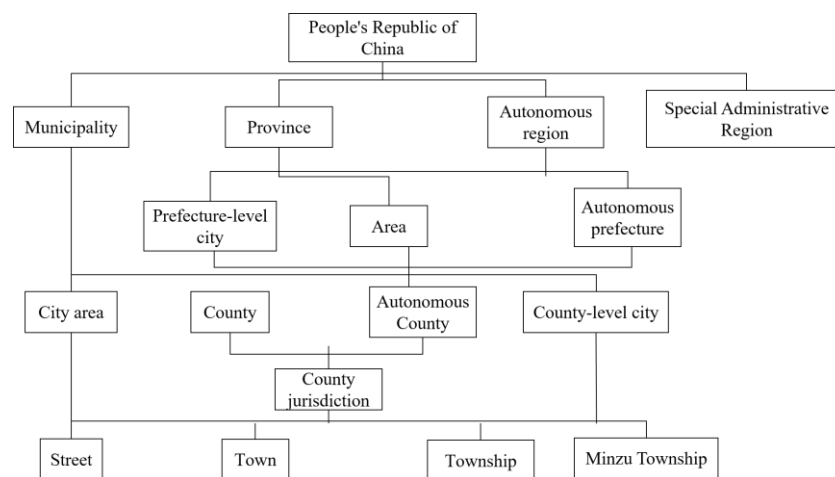 People's Republic of
China
Municipality
Province
Autonomous
region
Special Administrative
Region
Prefecture-level
city
Area
Autonomous
prefecture
City area
County
Autonomous
County
County-level city
County
jurisdiction
Street
Town
Township
Minzu Township